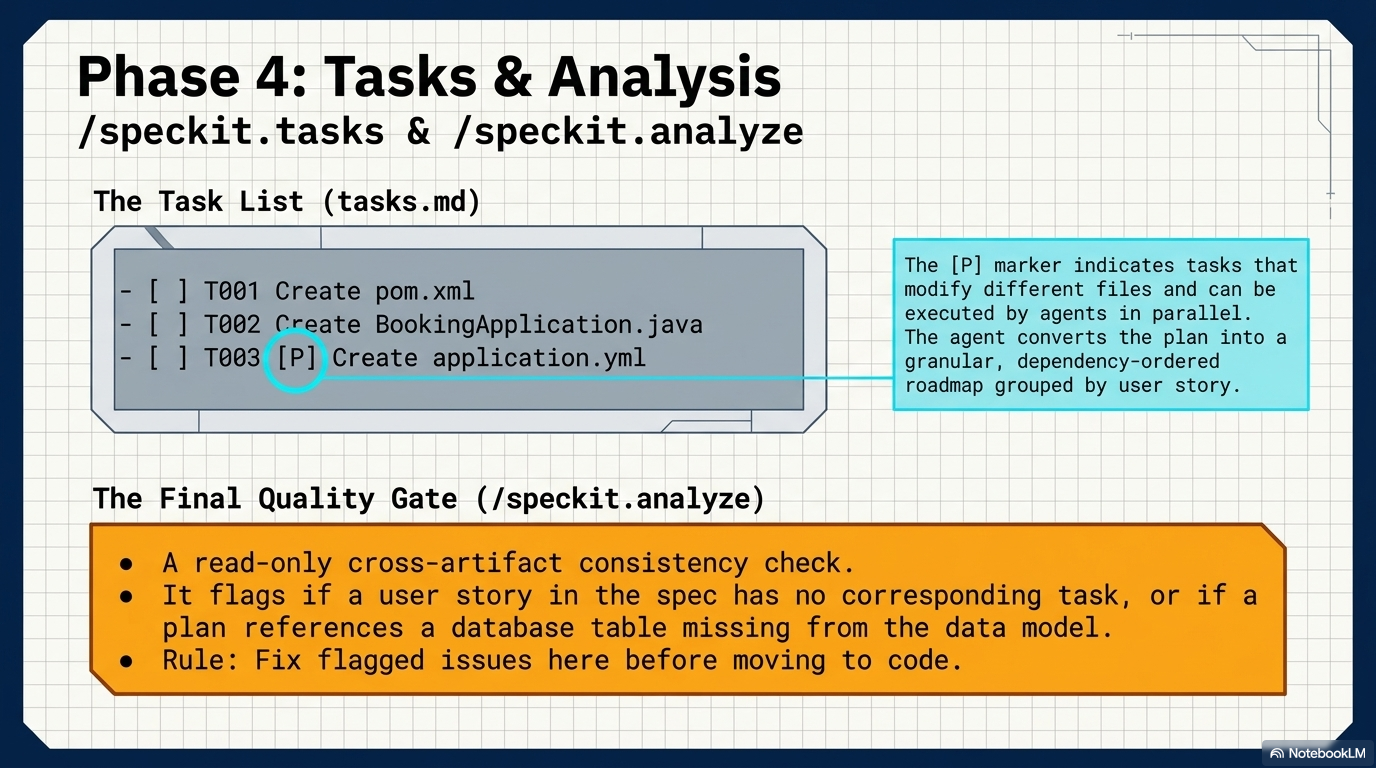 Phase 4: Tasks & Analysis
/speckit.tasks & /speckit.analyze
The Task List (tasks.md)
- [ ] T001 Create pom.xml
- [ ] T002 Create BookingApplication.java
- [ ] T003 [P] Create application.yml
The [P] marker indicates tasks that
modify different files and can be
executed by agents in parallel.
The agent converts the plan into a
granular, dependency-ordered
roadmap grouped by user story.
The Final Quality Gate (/speckit.analyze)
● A read-only cross-artifact consistency check.
● It flags if a user story in the spec has no corresponding task, or if a
plan references a database table missing from the data model.
● Rule: Fix flagged issues here before moving to code.
NotebookLM